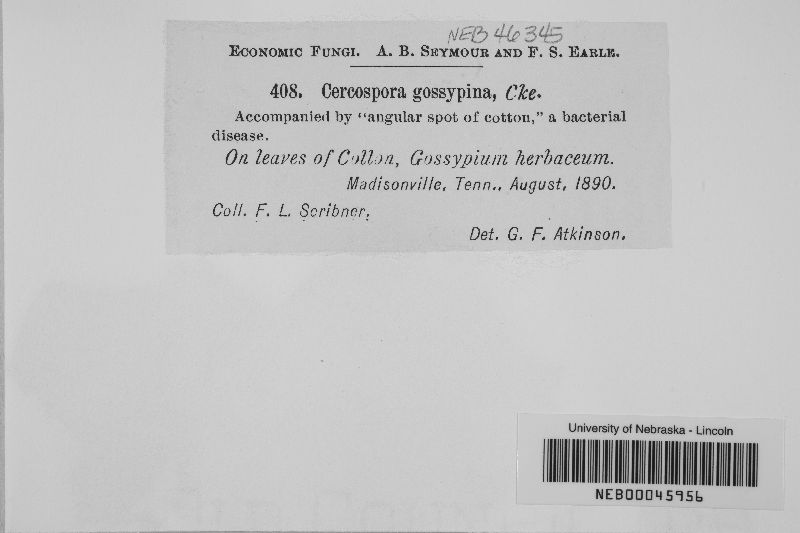 NEB 46345
ECONOMIC FUNGI. A. B. SEYMOUR AND F. S. EARLE.
408. Cercospora gossypina, Cke.
Accompanied by "angular spot of cotton," a bacterial
disease.
On leaves of Cotton, Gossypium herbaceum.
Madisonville, Tenn., August, 1890.
Coll. F. L. Scribner.
Det. G. F. Atkinson.
University of Nebraska - Lincoln
NEB00045956